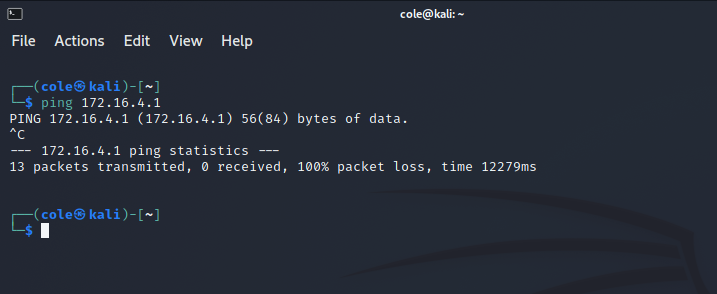 cole@kali: ~
File Actions Edit View Help
┌──(cole㉿kali)-[~]
└─$ ping 172.16.4.1
PING 172.16.4.1 (172.16.4.1) 56(84) bytes of data.
^C
--- 172.16.4.1 ping statistics ---
13 packets transmitted, 0 received, 100% packet loss, time 12279ms
┌──(cole㉿kali)-[~]
└─$